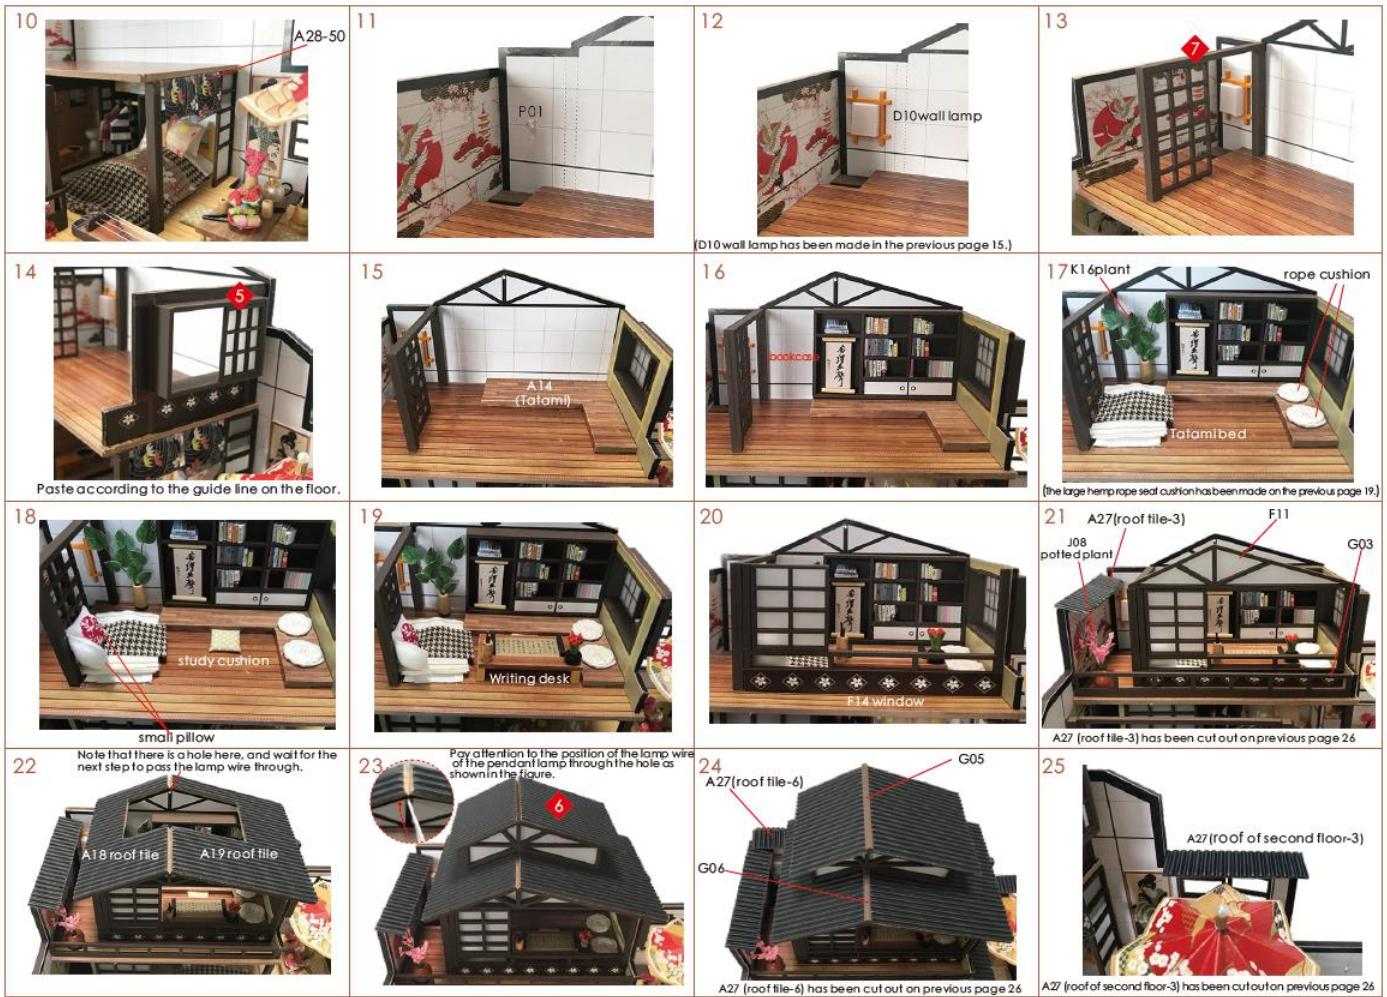 10
A28-50
11
P01
12
D10wall lamp
(D10 wall lamp has been made in the previous page 15.)
13
7
14
5
Paste according to the guide line on the floor.
15
A14
(Tatami)
16
bookcase
17
K16plant
rope cushion
Tatami bed
(The large hemp rope seat cushion has been made on the previous page 19.)
18
study cushion
small pillow
19
Writing desk
20
F14 window
21
A27(roof tile-3)
F11
J08
potted plant
G03
A27 (roof tile-3) has been cut out on previous page 26
22
Note that there is a hole here, and wait for the
next step to pass the lamp wire through.
A18 roof tile
A19 roof tile
23
Pay attention to the position of the lamp wire
of the pendant lamp through the hole as
shown in the figure.
6
24
G05
A27(roof tile-6)
G06
A27 (roof tile-6) has been cut out on previous page 26
25
A27 (roof of second floor-3)
A27 (roof of second floor-3) has been cut out on previous page 26